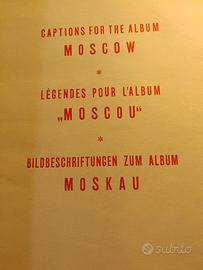 CAPTIONS FOR THE ALBUM
MOSCOW
*
LÉGENDES POUR L'ALBUM
„MOSCOU“
*
BILDBESCHRIFTUNGEN ZUM ALBUM
MOSKAU
subito